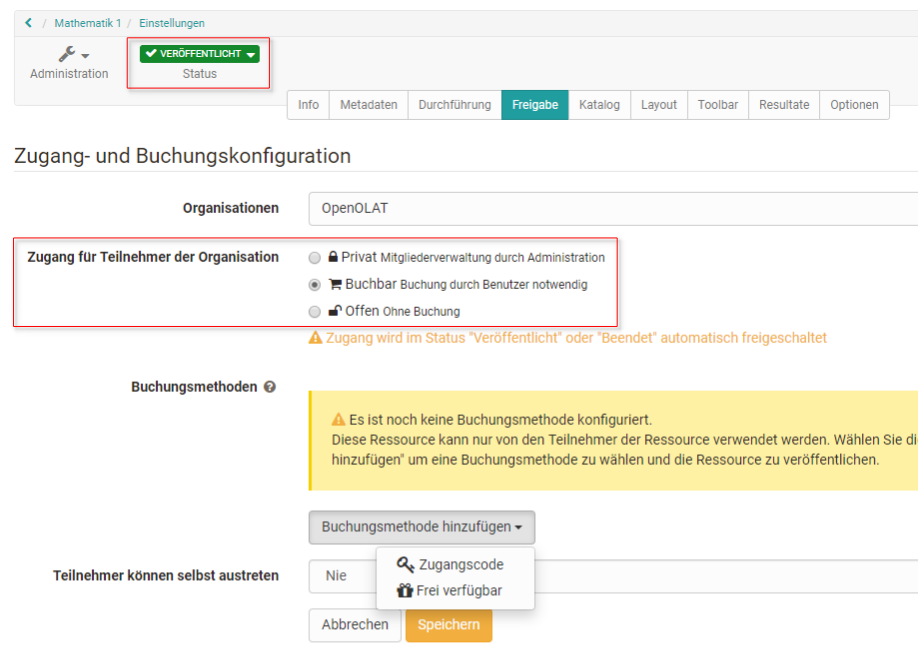 / Mathematik 1 / Einstellungen
VERÖFFENTLICHT
Administration
Status
Info Metadaten Durchführung Freigabe Katalog Layout Toolbar Resultate Optionen
Zugang- und Buchungskonfiguration
Organisationen OpenOLAT
Zugang für Teilnehmer der Organisation Privat Mitgliederverwaltung durch Administration
Buchbar Buchung durch Benutzer notwendig
Offen Ohne Buchung
Zugang wird im Status "Veröffentlicht" oder "Beendet" automatisch freigeschaltet
Buchungsmethoden
Es ist noch keine Buchungsmethode konfiguriert.
Diese Ressource kann nur von den Teilnehmer der Ressource verwendet werden. Wählen Sie di
hinzufügen" um eine Buchungsmethode zu wählen und die Ressource zu veröffentlichen.
Buchungsmethode hinzufügen
Zugangscode
Teilnehmer können selbst austreten Nie
Frei verfügbar
Abbrechen Speichern